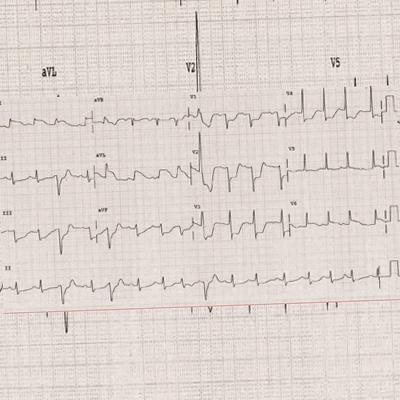 aVL V2 V5
I aVR V1 V4
II aVL V2 V5
III aVF V3 V6
II